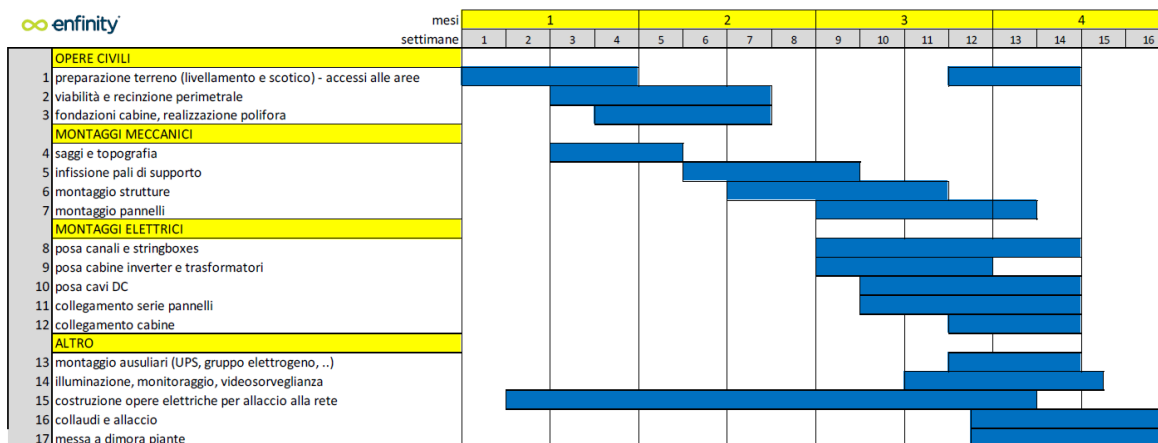 enfinity
mesi 1 2 3 4
settimane 1 2 3 4 5 6 7 8 9 10 11 12 13 14 15 16
OPERE CIVILI
1 preparazione terreno (livellamento e scotico) - accessi alle aree
2 viabilità e recinzione perimetrale
3 fondazioni cabine, realizzazione polifora
MONTAGGI MECCANICI
4 saggi e topografia
5 infissione pali di supporto
6 montaggio strutture
7 montaggio pannelli
MONTAGGI ELETTRICI
8 posa canali e stringboxes
9 posa cabine inverter e trasformatori
10 posa cavi DC
11 collegamento serie pannelli
12 collegamento cabine
ALTRO
13 montaggio ausuliari (UPS, gruppo elettrogeno, ..)
14 illuminazione, monitoraggio, videosorveglianza
15 costruzione opere elettriche per allaccio alla rete
16 collaudi e allaccio
17 messa a dimora piante